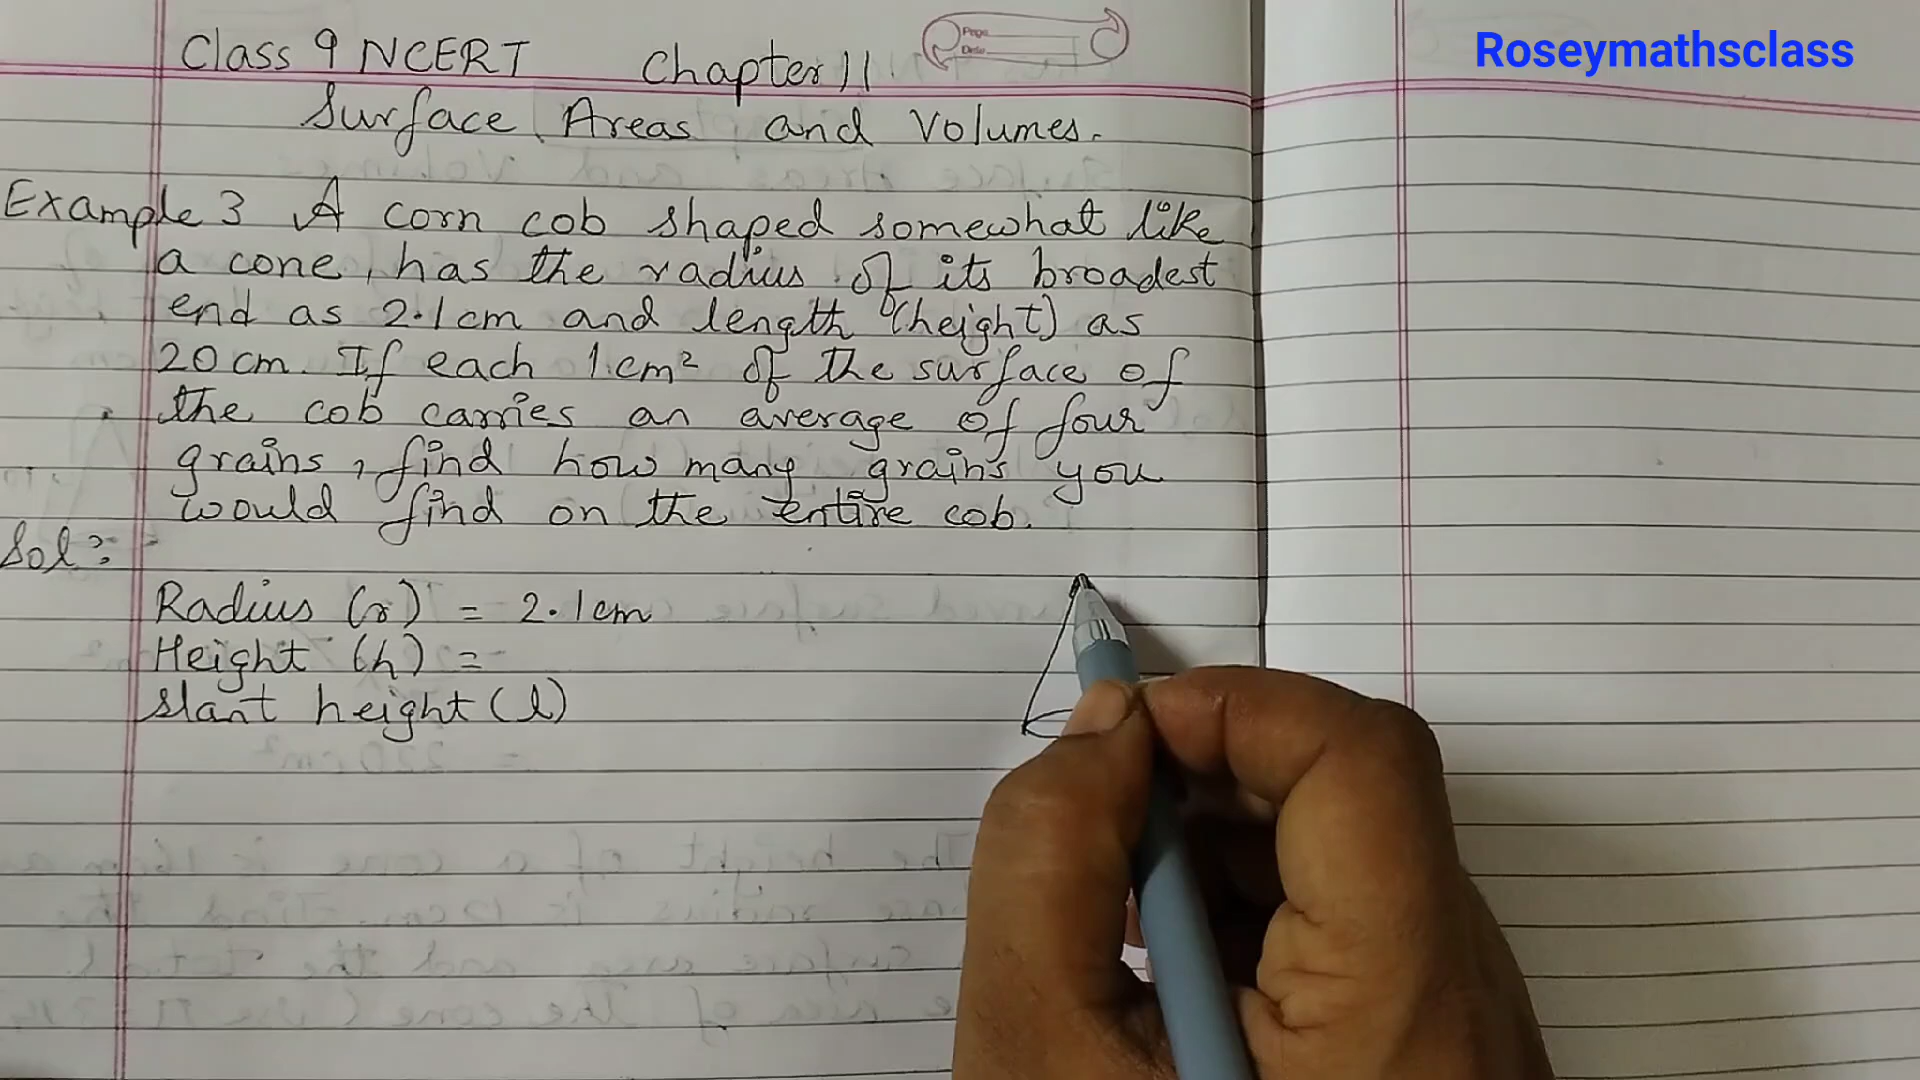 Roseymathsclass
Page
Date
Class 9 NCERT Chapter 11
Surface Areas and Volumes.
Example 3 A corn cob shaped somewhat like
a cone, has the radius of its broadest
end as 2.1cm and length (height) as
20cm. If each 1cm² of the surface of
the cob carries an average of four
grains, find how many grains you
would find on the entire cob.
Sol:
Radius (r) = 2.1cm
Height (h) =
Slant height (l)